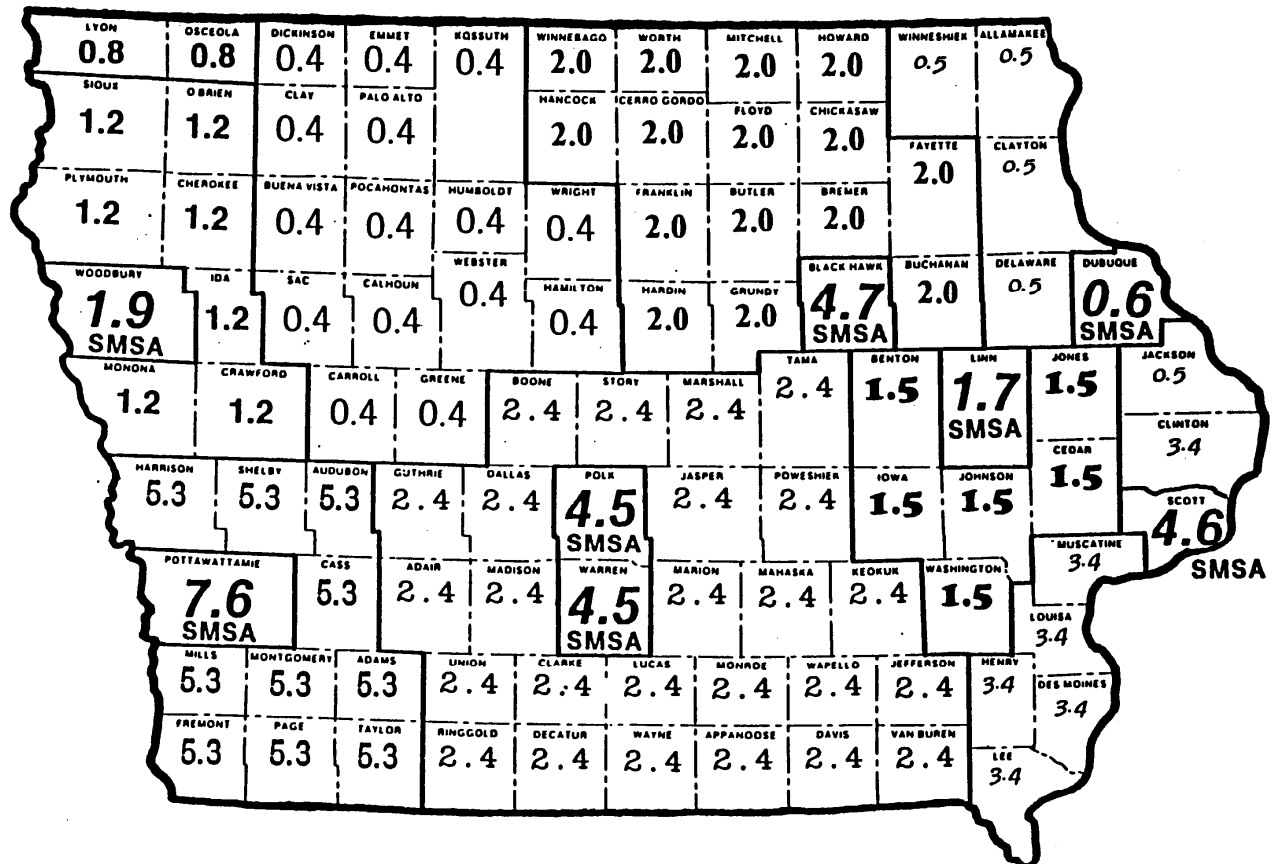 LYON OSCEOLA DICKINSON EMMET KOSSUTH WINNEBAGO WORTH MITCHELL HOWARD WINNESHIEK ALLAMAKEE
0.8 0.8 0.4 0.4 0.4 2.0 2.0 2.0 2.0 0.5 0.5
SIOUX O BRIEN CLAY PALO ALTO HANCOCK CERRO GORDO FLOYD CHICKASAW
1.2 1.2 0.4 0.4 2.0 2.0 2.0 2.0
FAYETTE CLAYTON
2.0 0.5
PLYMOUTH CHEROKEE BUENA VISTA POCAHONTAS HUMBOLDT WRIGHT FRANKLIN BUTLER BREMER
1.2 1.2 0.4 0.4 0.4 0.4 2.0 2.0 2.0
WOODBURY IDA SAC CALHOUN WEBSTER HAMILTON HARDIN GRUNDY BLACK HAWK BUCHANAN DELAWARE DUBUQUE
1.9 1.2 0.4 0.4 0.4 0.4 2.0 2.0 4.7 2.0 0.5 0.6
SMSA SMSA SMSA
MONONA CRAWFORD CARROLL GREENE BOONE STORY MARSHALL TAMA BENTON LINN JONES JACKSON
1.2 1.2 0.4 0.4 2.4 2.4 2.4 2.4 1.5 1.7 1.5 0.5
SMSA
CLINTON
3.4
CEDAR
1.5
HARRISON SHELBY AUDUBON GUTHRIE DALLAS POLK JASPER POWESHIEK IOWA JOHNSON SCOTT
5.3 5.3 5.3 2.4 2.4 4.5 2.4 2.4 1.5 1.5 4.6
SMSA SMSA
POTTAWATTAMIE CASS ADAIR MADISON WARREN MARION MAHASKA KEOKUK WASHINGTON MUSCATINE
7.6 5.3 2.4 2.4 4.5 2.4 2.4 2.4 1.5 3.4
SMSA SMSA
LOUISA
3.4
MILLS MONTGOMERY ADAMS UNION CLARKE LUCAS MONROE WAPELLO JEFFERSON HENRY DES MOINES
5.3 5.3 5.3 2.4 2.4 2.4 2.4 2.4 2.4 3.4 3.4
FREMONT PAGE TAYLOR RINGGOLD DECATUR WAYNE APPANOOSE DAVIS VAN BUREN LEE
5.3 5.3 5.3 2.4 2.4 2.4 2.4 2.4 2.4 3.4